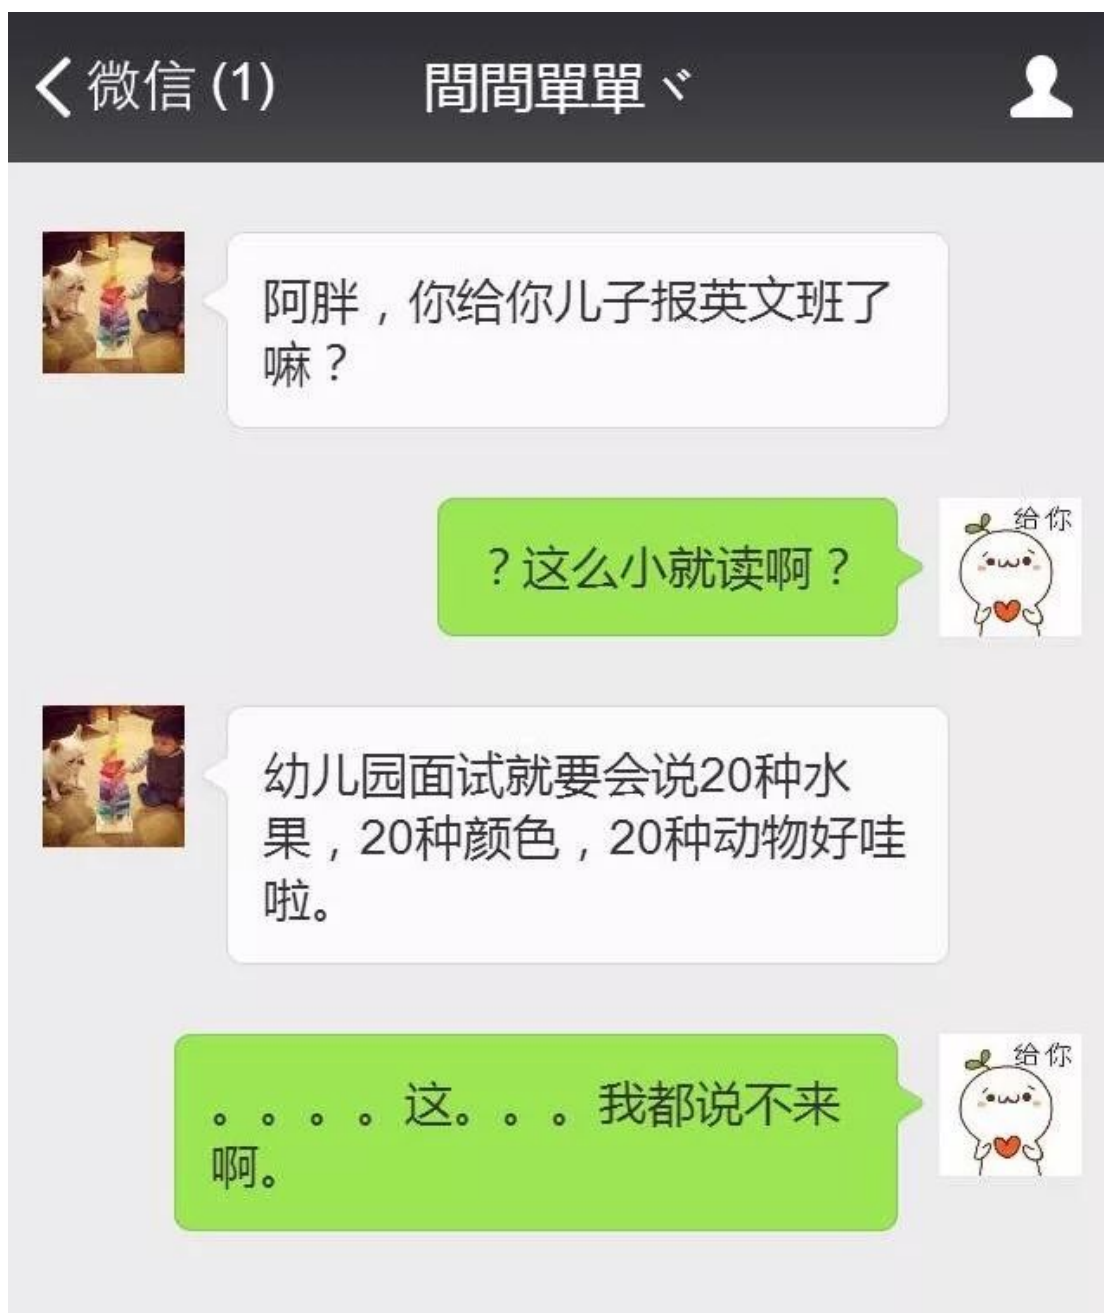 微信 (1)
間間單單ヾ
阿胖，你给你儿子报英文班了
嘛？
给你
？这么小就读啊？
幼儿园面试就要会说20种水
果，20种颜色，20种动物好哇
啦。
给你
。。。。这。。。我都说不来
啊。